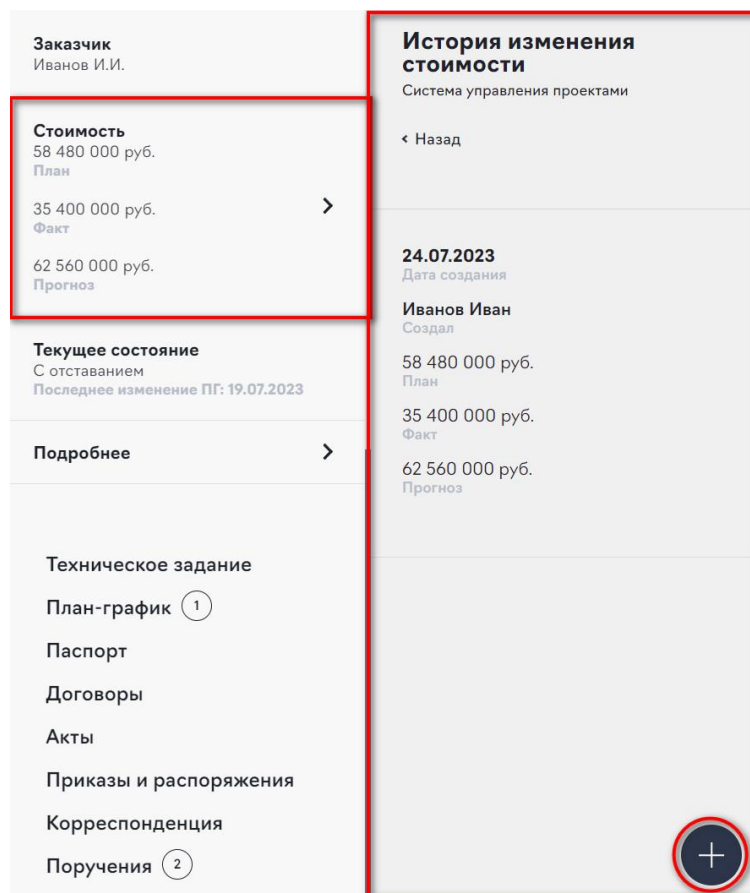 Заказчик
Иванов И.И.
Стоимость
58 480 000 руб.
План
35 400 000 руб.
Факт
62 560 000 руб.
Прогноз
Текущее состояние
С отставанием
Последнее изменение ПГ: 19.07.2023
Подробнее
Техническое задание
План-график 1
Паспорт
Договоры
Акты
Приказы и распоряжения
Корреспонденция
Поручения 2
История изменения
стоимости
Система управления проектами
Назад
24.07.2023
Дата создания
Иванов Иван
Создал
58 480 000 руб.
План
35 400 000 руб.
Факт
62 560 000 руб.
Прогноз